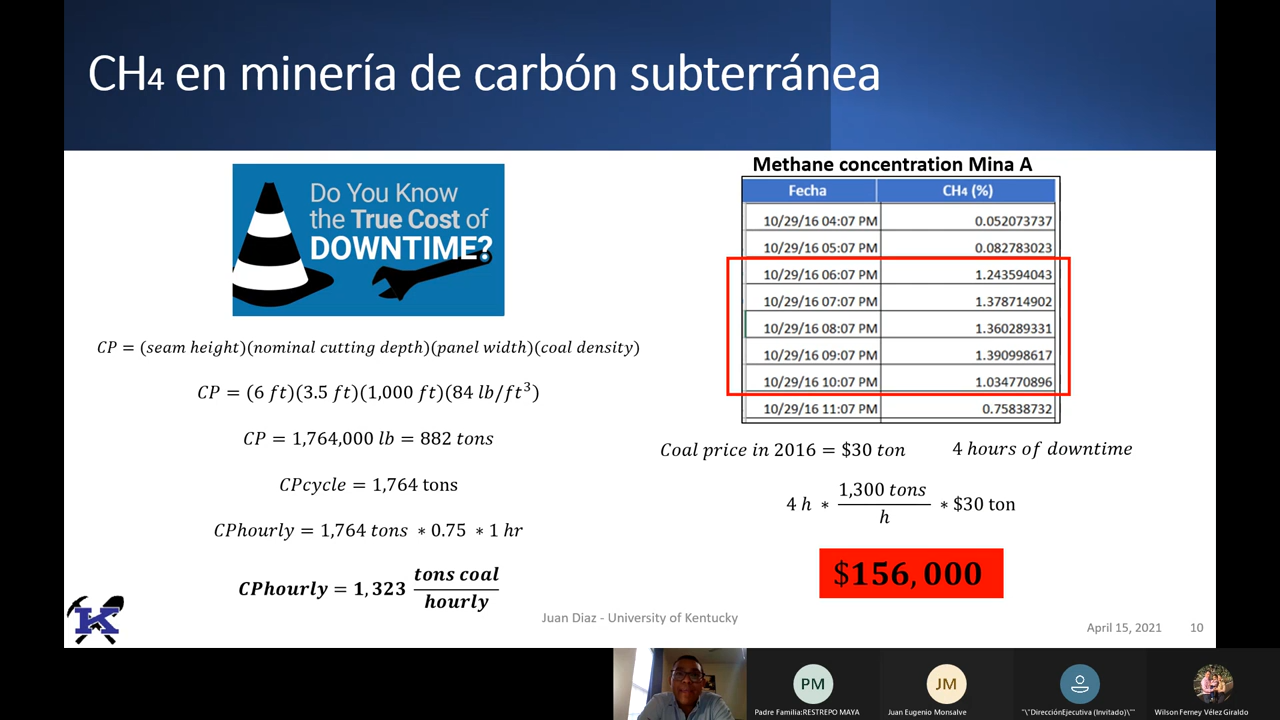 CH4 en minería de carbón subterránea
Do You Know
the True Cost of
DOWNTIME?
CP = (seam height)(nominal cutting depth)(panel width)(coal density)
CP = (6 ft)(3.5 ft)(1,000 ft)(84 lb/ft³)
CP = 1,764,000 lb = 882 tons
CPcycle = 1,764 tons
CPhourly = 1,764 tons * 0.75 * 1 hr
CPhourly = 1,323 tons coal / hourly
Methane concentration Mina A
Fecha CH4 (%)
10/29/16 04:07 PM 0.052073737
10/29/16 05:07 PM 0.082783023
10/29/16 06:07 PM 1.243594043
10/29/16 07:07 PM 1.378714902
10/29/16 08:07 PM 1.360289331
10/29/16 09:07 PM 1.390998617
10/29/16 10:07 PM 1.034770896
10/29/16 11:07 PM 0.75838732
Coal price in 2016 = $30 ton 4 hours of downtime
4 h * 1,300 tons / h * $30 ton
$156,000
K
Juan Diaz - University of Kentucky
April 15, 2021 10
PM
JM
Padre Familia:RESTREPO MAYA
Juan Eugenio Monsalve
"\"DirecciónEjecutiva (Invitado)\""
Wilson Ferney Vélez Giraldo